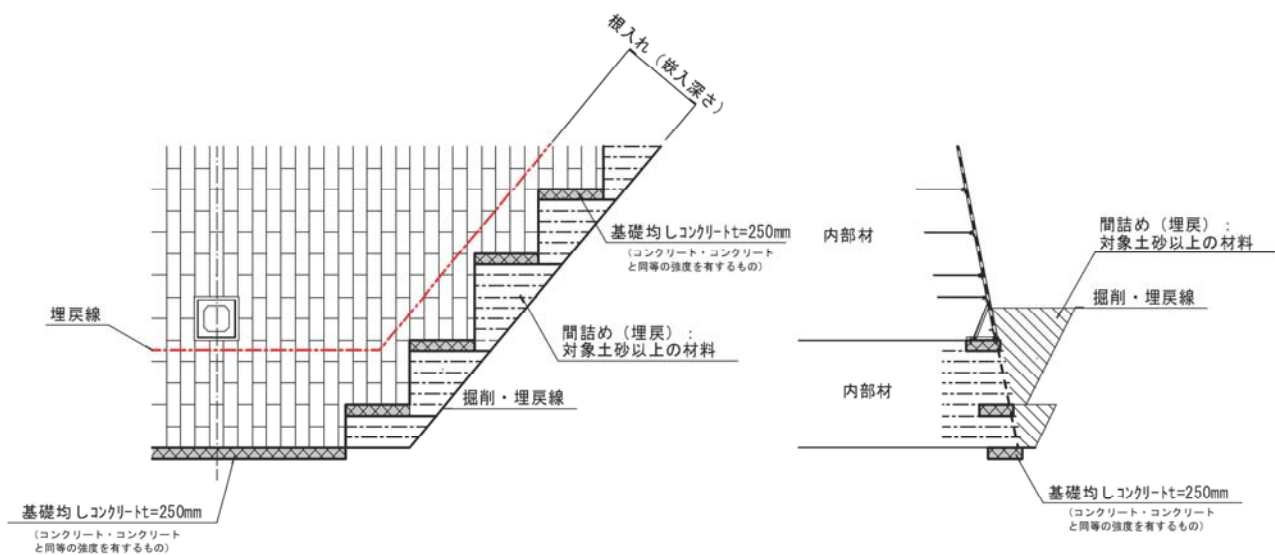 根入れ（嵌入深さ）
基礎均しコンクリートt=250mm
（コンクリート・コンクリート
と同等の強度を有するもの）
埋戻線
間詰め（埋戻）：
対象土砂以上の材料
掘削・埋戻線
基礎均しコンクリートt=250mm
（コンクリート・コンクリート
と同等の強度を有するもの）
内部材
間詰め（埋戻）：
対象土砂以上の材料
掘削・埋戻線
内部材
基礎均しコンクリートt=250mm
（コンクリート・コンクリート
と同等の強度を有するもの）